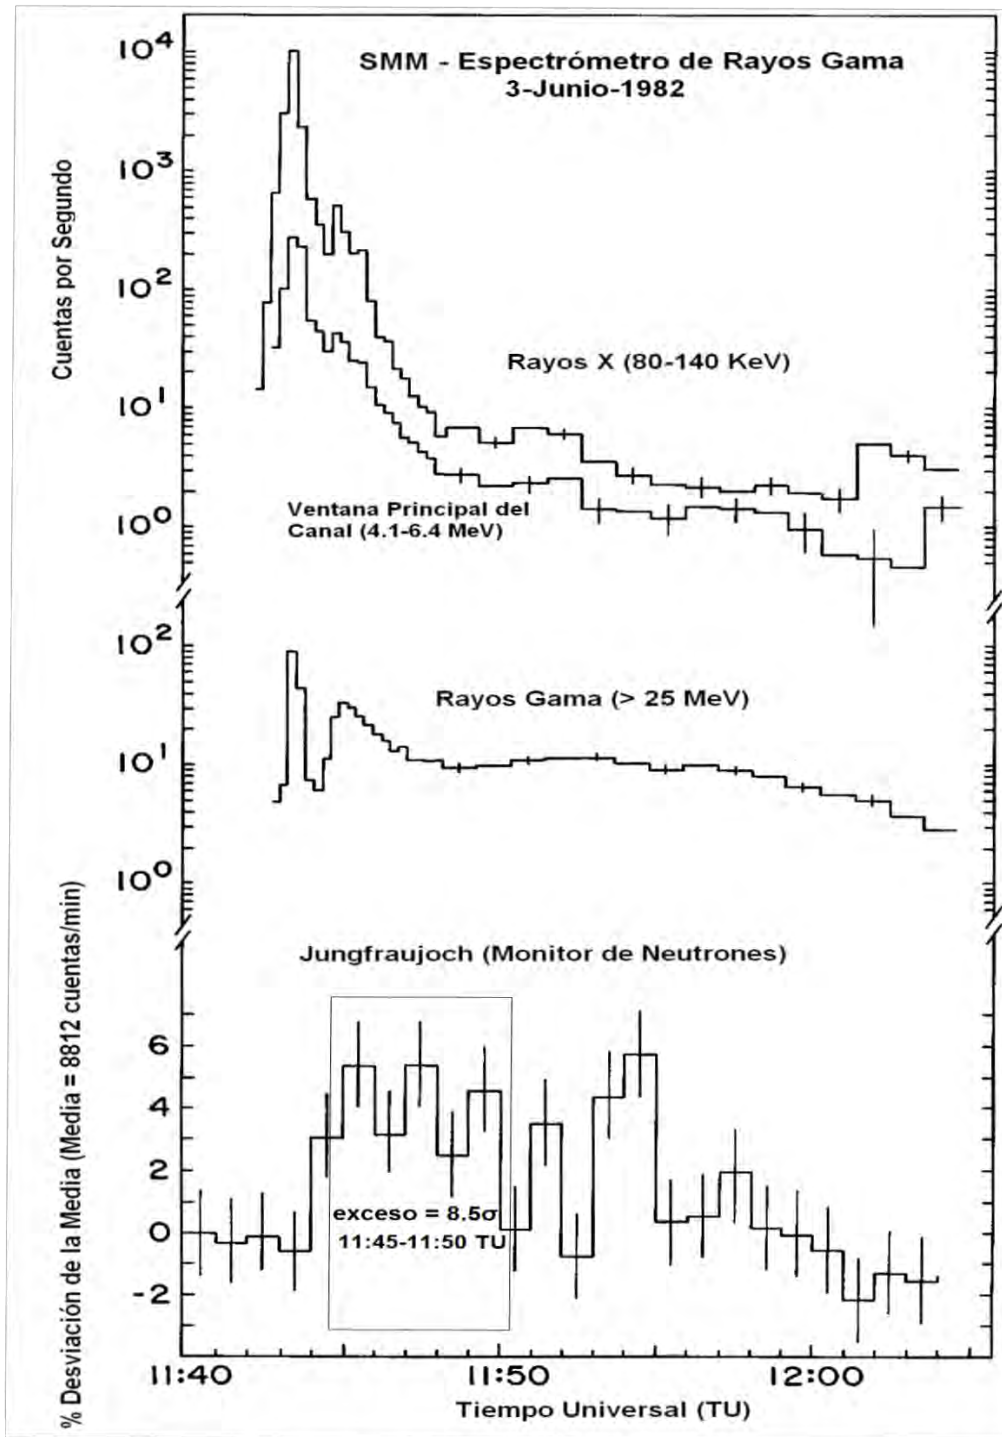 SMM - Espectrómetro de Rayos Gama
3-Junio-1982
Cuentas por Segundo
10⁴
10³
10²
10¹
10⁰
Rayos X (80-140 KeV)
Ventana Principal del
Canal (4.1-6.4 MeV)
10²
10¹
10⁰
Rayos Gama (> 25 MeV)
% Desviación de la Media (Media = 8812 cuentas/min)
Jungfraujoch (Monitor de Neutrones)
6
4
2
0
-2
exceso = 8.5σ
11:45-11:50 TU
11:40
11:50
12:00
Tiempo Universal (TU)